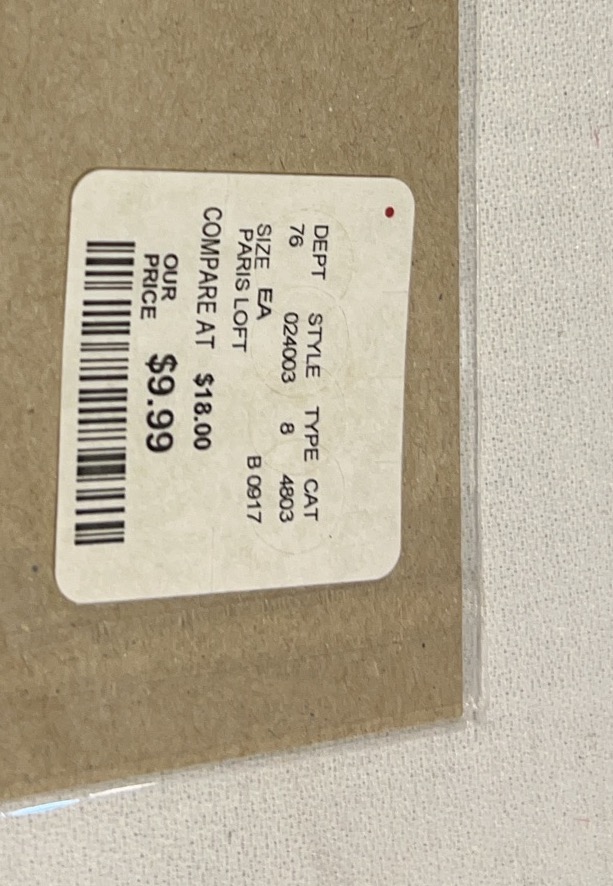 DEPT STYLE TYPE CAT
76 024003 8 4803
SIZE EA
PARIS LOFT B 0917
COMPARE AT $18.00
OUR
PRICE $9.99